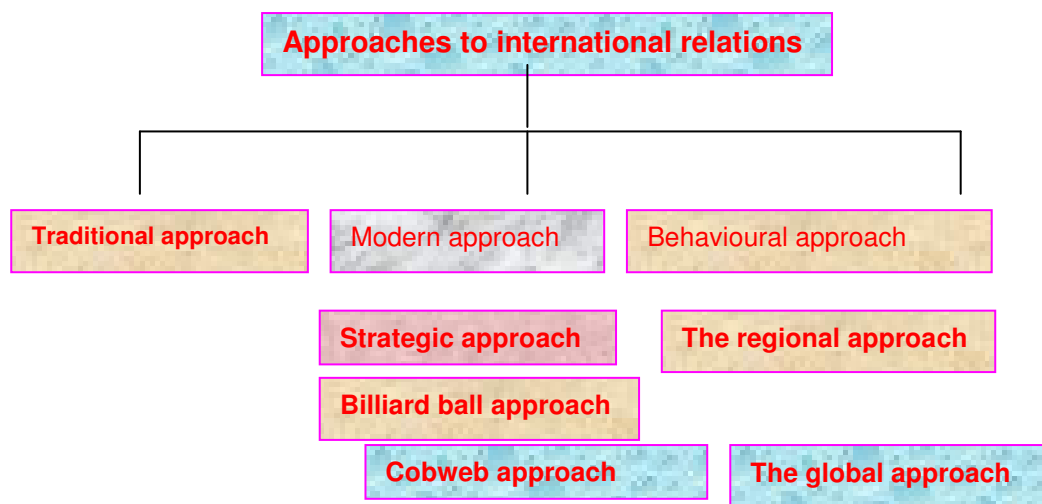 Approaches to international relations
Traditional approach
Modern approach
Behavioural approach
Strategic approach
The regional approach
Billiard ball approach
Cobweb approach
The global approach